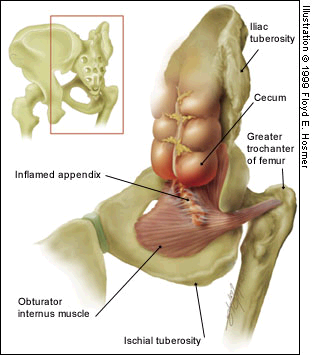 Iliac
tuberosity
Cecum
Greater
trochanter
of femur
Inflamed appendix
Obturator
internus muscle
Ischial tuberosity
Illustration © 1999 Floyd E. Hosmer